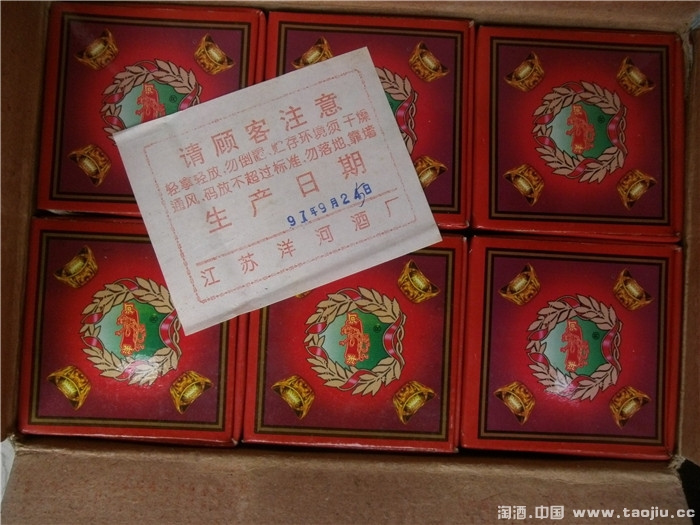 请顾客注意
轻拿轻放,勿倒置,贮存环境须干燥
通风,码放不超过标准,勿落地、靠墙
生产日期
97年9月24日
江苏洋河酒厂
淘酒.中国 www.taojiu.cc